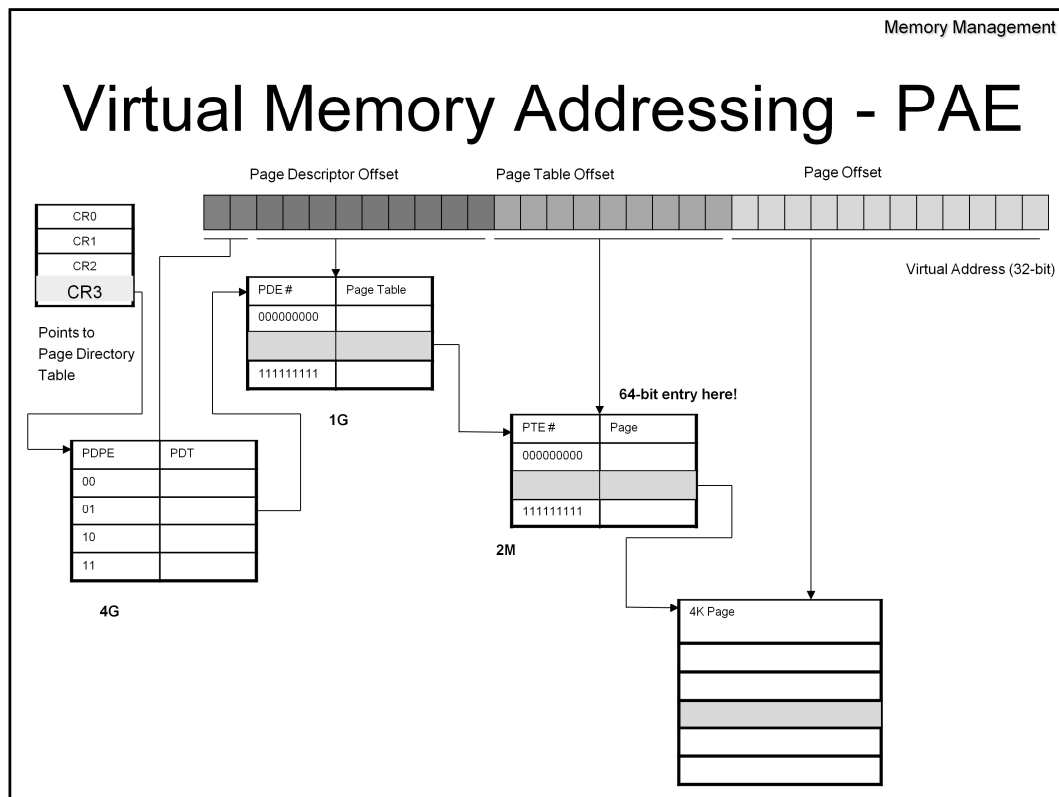 Memory Management
Virtual Memory Addressing - PAE
Page Descriptor Offset
Page Table Offset
Page Offset
CR0
CR1
CR2
CR3
Virtual Address (32-bit)
Points to
Page Directory
Table
PDE # Page Table
000000000
111111111
1G
64-bit entry here!
PTE # Page
000000000
111111111
2M
PDPE PDT
00
01
10
11
4G
4K Page